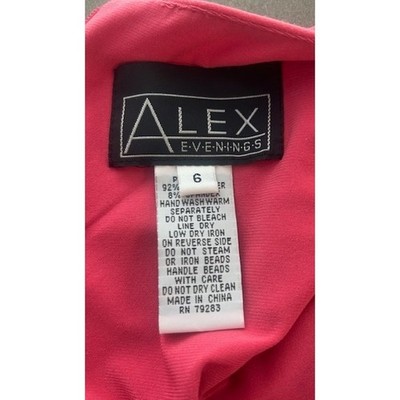 ALEX
E·V·E·N·I·N·G·S
6
92%
8% SPANDEX
HAND WASH WARM
SEPARATELY
DO NOT BLEACH
LINE DRY
LOW DRY IRON
ON REVERSE SIDE
DO NOT STEAM
OR IRON BEADS
HANDLE BEADS
WITH CARE
DO NOT DRY CLEAN
MADE IN CHINA
RN 79283